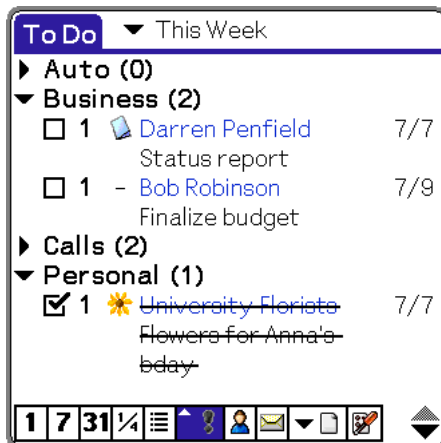 To Do This Week
Auto (0)
Business (2)
1 Darren Penfield 7/7
Status report
1 – Bob Robinson 7/9
Finalize budget
Calls (2)
Personal (1)
1 University Florists 7/7
Flowers for Anna's
bday
1 7 31 ¼